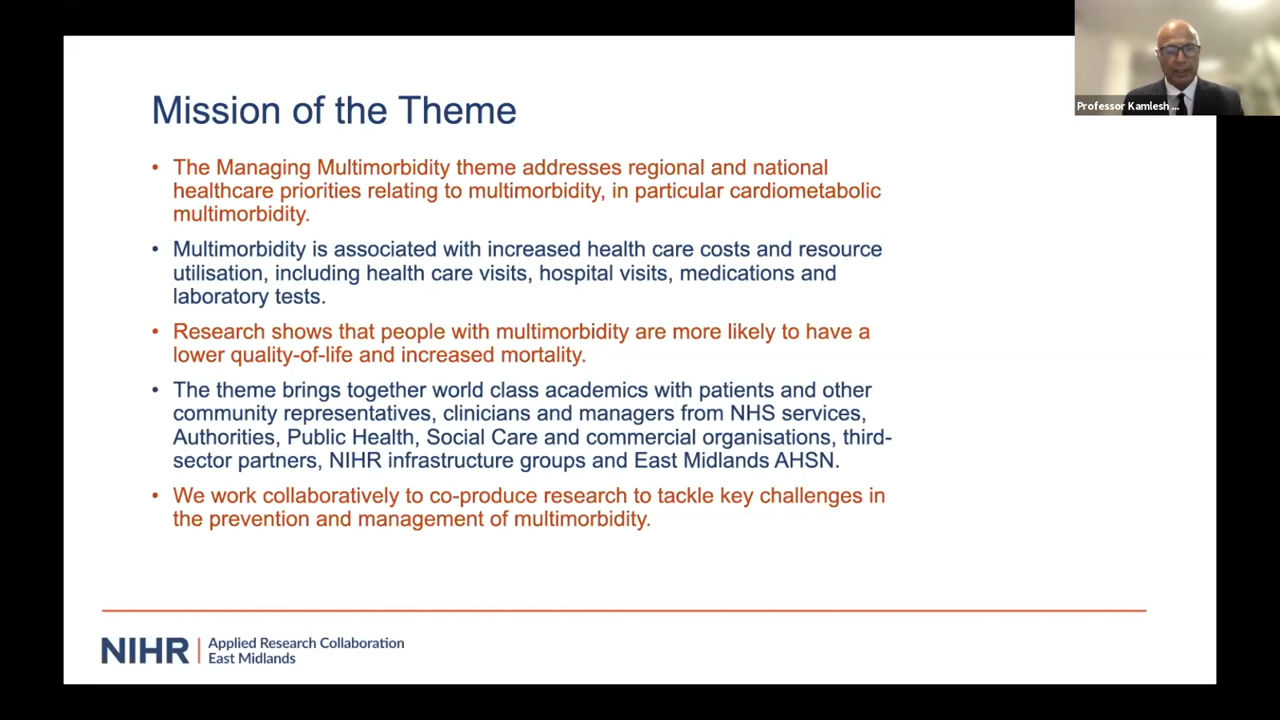 Professor Kamlesh ...
Mission of the Theme
• The Managing Multimorbidity theme addresses regional and national
healthcare priorities relating to multimorbidity, in particular cardiometabolic
multimorbidity.
• Multimorbidity is associated with increased health care costs and resource
utilisation, including health care visits, hospital visits, medications and
laboratory tests.
• Research shows that people with multimorbidity are more likely to have a
lower quality-of-life and increased mortality.
• The theme brings together world class academics with patients and other
community representatives, clinicians and managers from NHS services,
Authorities, Public Health, Social Care and commercial organisations, third-
sector partners, NIHR infrastructure groups and East Midlands AHSN.
• We work collaboratively to co-produce research to tackle key challenges in
the prevention and management of multimorbidity.
NIHR | Applied Research Collaboration
East Midlands